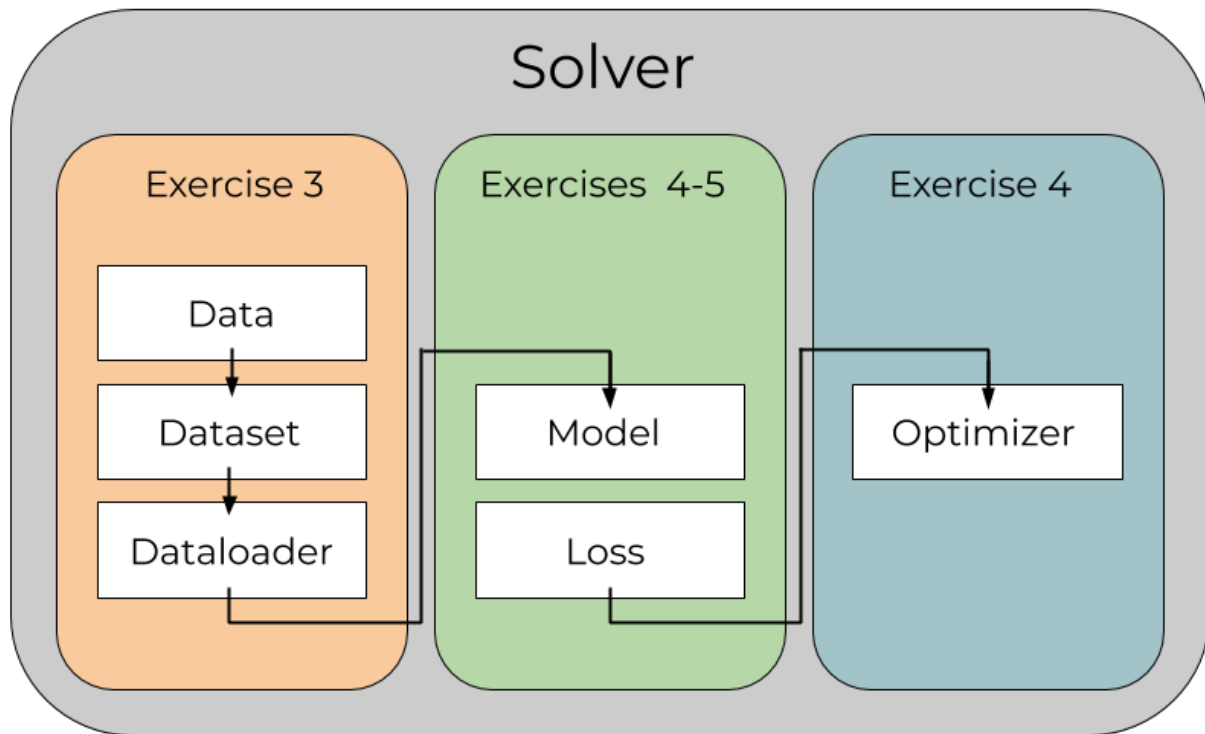 Solver
Exercise 3
Data
Dataset
Dataloader
Exercises 4-5
Model
Loss
Exercise 4
Optimizer